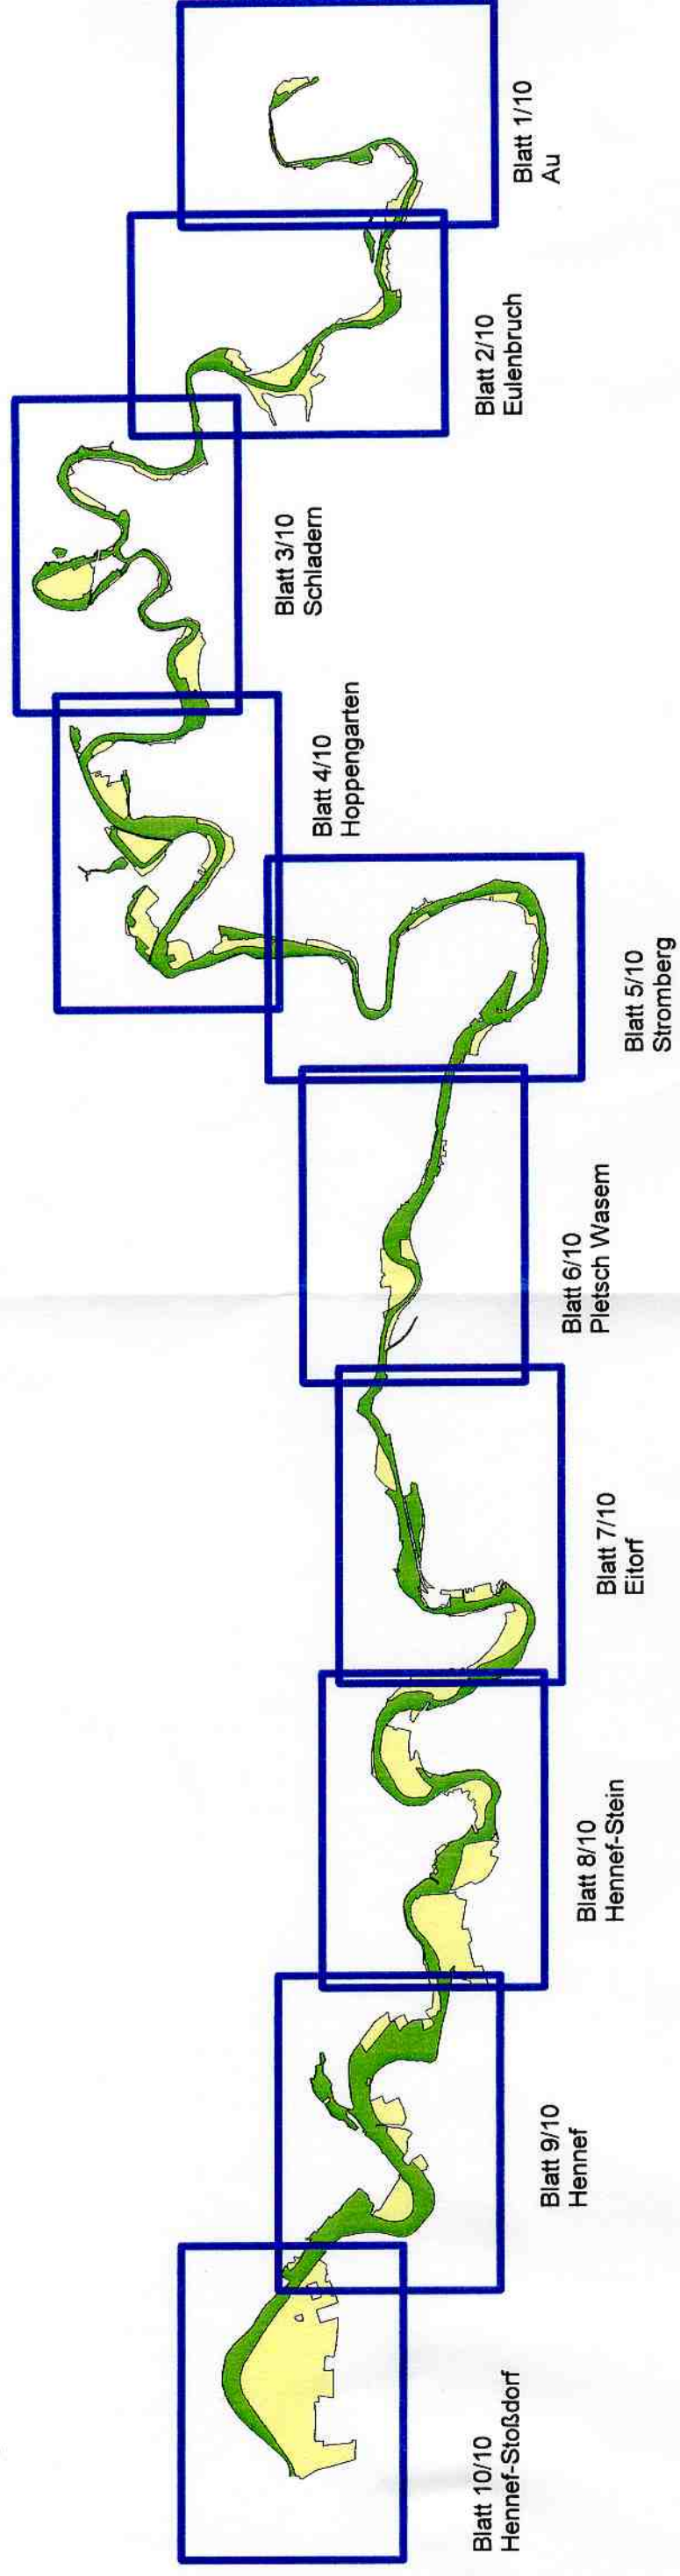 Blatt 1/10
Au
Blatt 2/10
Eulenbruch
Blatt 3/10
Schladern
Blatt 4/10
Hoppengarten
Blatt 5/10
Stromberg
Blatt 6/10
Pletsch Wasem
Blatt 7/10
Eitorf
Blatt 8/10
Hennef-Stein
Blatt 9/10
Hennef
Blatt 10/10
Hennef-Stoßdorf